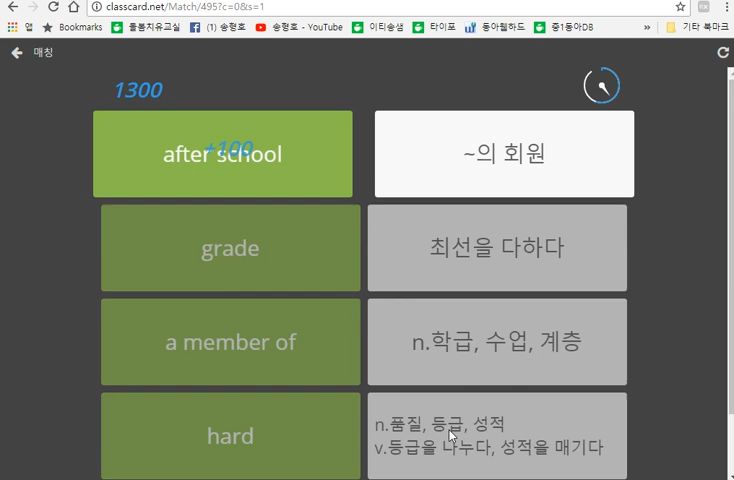 classcard.net/Match/495?c=0&s=1
앱
Bookmarks
돌봄치유교실
(1) 송형호
송형호 - YouTube
이티송샘
타이포
동아웹하드
중1동아DB
»
기타 북마크
매칭
1300
+100
after school
~의 회원
grade
최선을 다하다
a member of
n.학급, 수업, 계층
hard
n.품질, 등급, 성적
v.등급을 나누다, 성적을 매기다